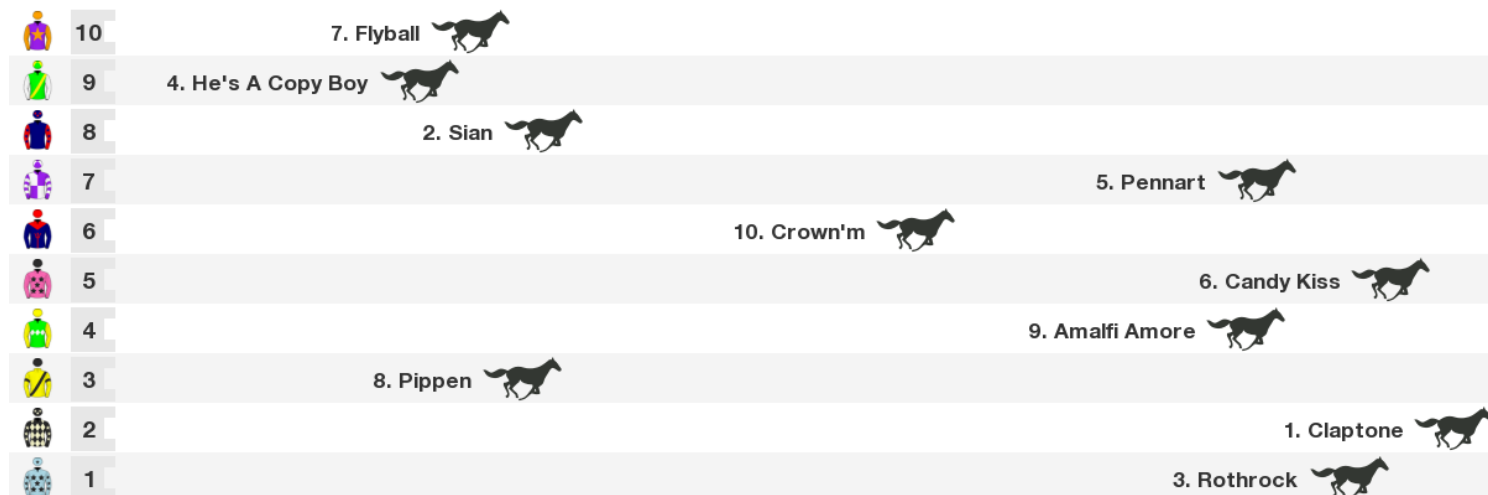 10 7. Flyball
9 4. He's A Copy Boy
8 2. Sian
7 5. Pennart
6 10. Crown'm
5 6. Candy Kiss
4 9. Amalfi Amore
3 8. Pippen
2 1. Claptone
1 3. Rothrock